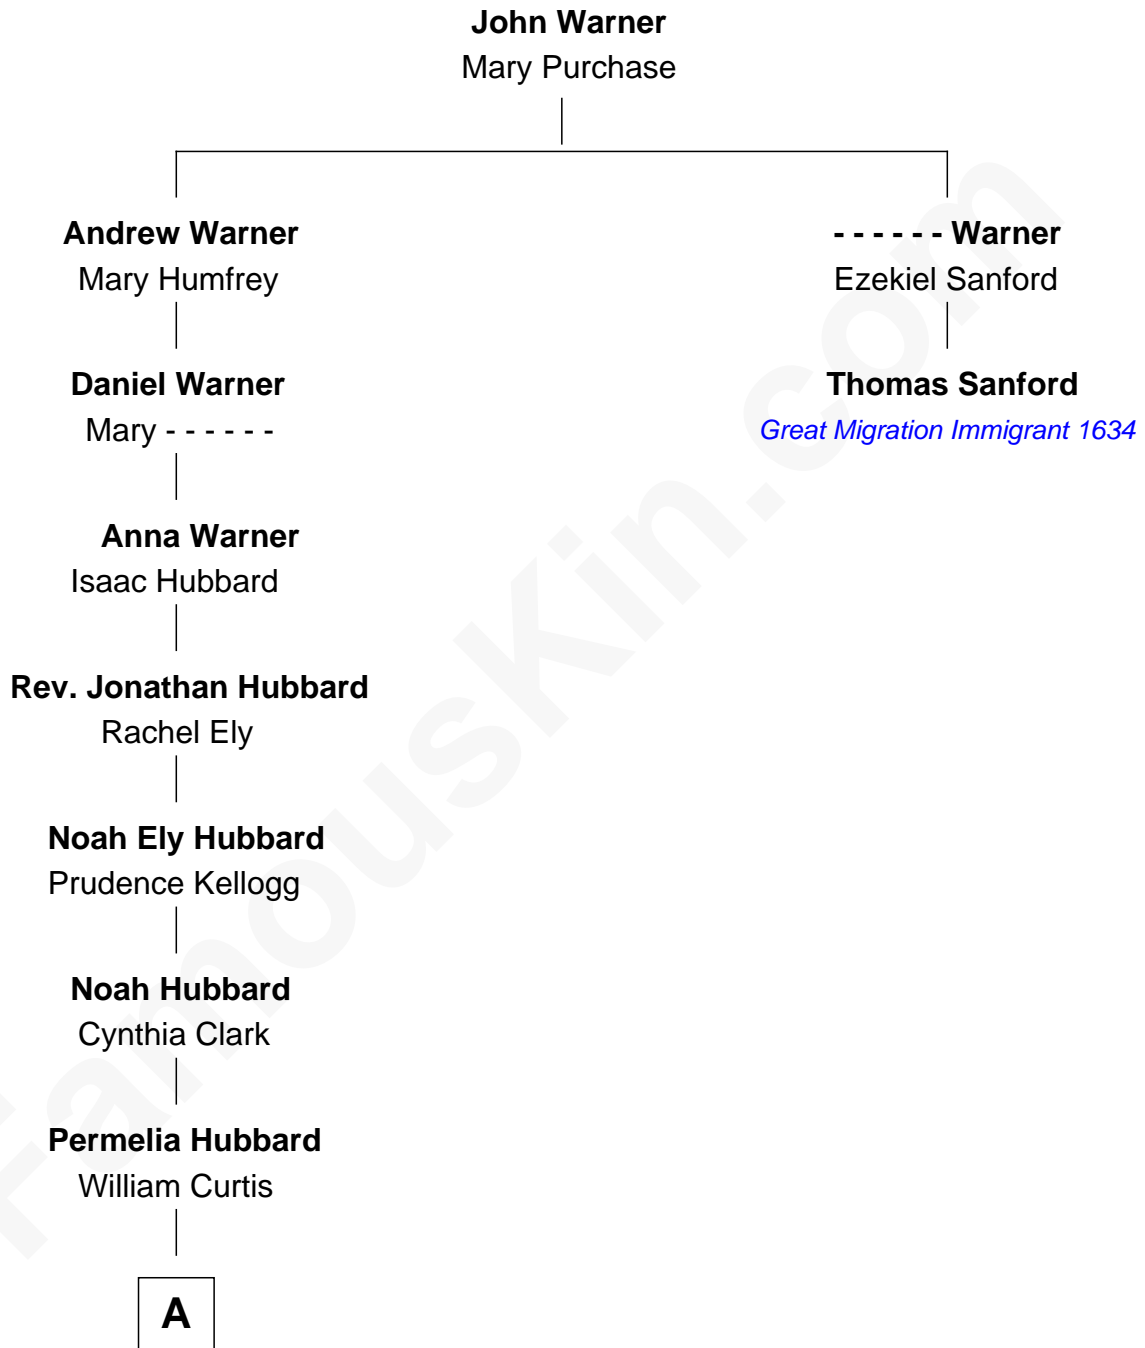 John Warner
Mary Purchase
Andrew Warner
Mary Humfrey
- - - - - - Warner
Ezekiel Sanford
Daniel Warner
Mary - - - - - -
Thomas Sanford
Great Migration Immigrant 1634
Anna Warner
Isaac Hubbard
Rev. Jonathan Hubbard
Rachel Ely
Noah Ely Hubbard
Prudence Kellogg
Noah Hubbard
Cynthia Clark
Permelia Hubbard
William Curtis
A
FamousKin.com